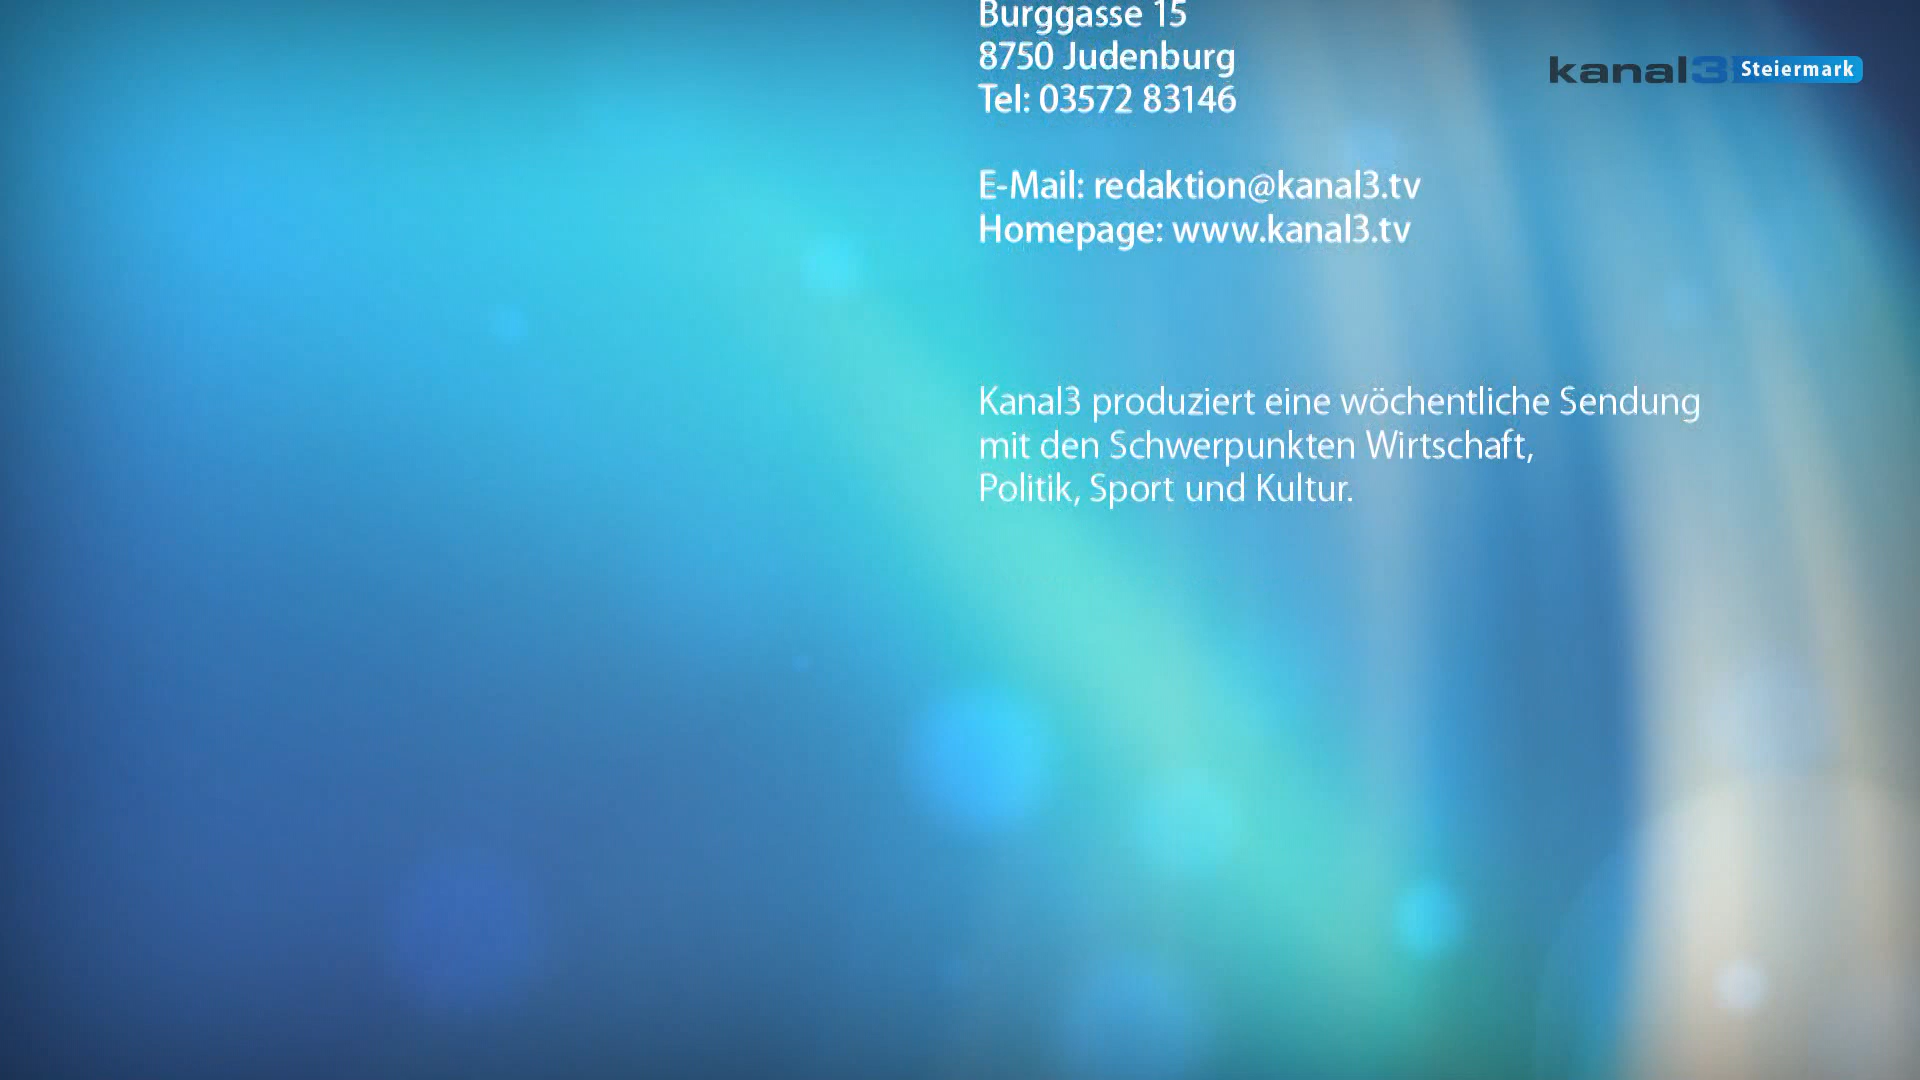 Burggasse 15
8750 Judenburg
Tel: 03572 83146
kanal3 Steiermark
E-Mail: redaktion@kanal3.tv
Homepage: www.kanal3.tv
Kanal3 produziert eine wöchentliche Sendung
mit den Schwerpunkten Wirtschaft,
Politik, Sport und Kultur.